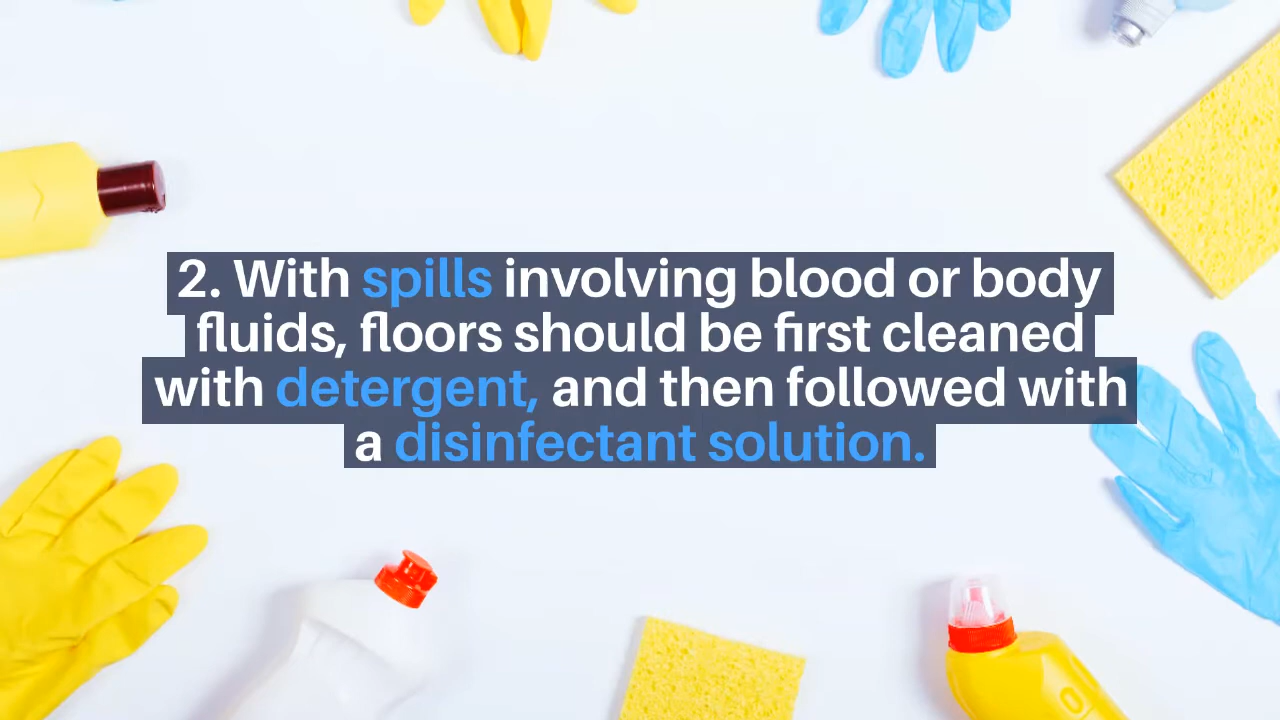 2. With spills involving blood or body
fluids, floors should be first cleaned
with detergent, and then followed with
a disinfectant solution.